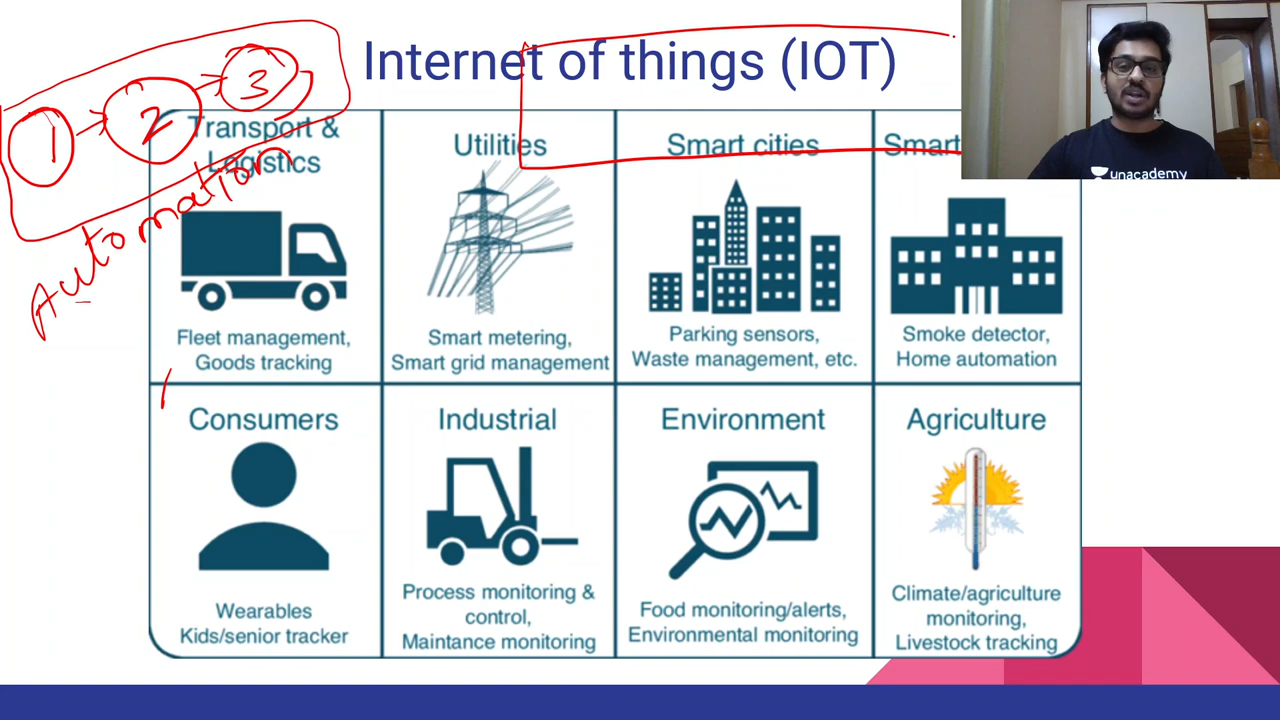 Internet of things (IOT)
1 → 2 → 3
Automation
Transport &
Logistics
Fleet management,
Goods tracking
Utilities
Smart metering,
Smart grid management
Smart cities
Parking sensors,
Waste management, etc.
Smart
Smoke detector,
Home automation
Consumers
Wearables
Kids/senior tracker
Industrial
Process monitoring &
control,
Maintance monitoring
Environment
Food monitoring/alerts,
Environmental monitoring
Agriculture
Climate/agriculture
monitoring,
Livestock tracking
unacademy